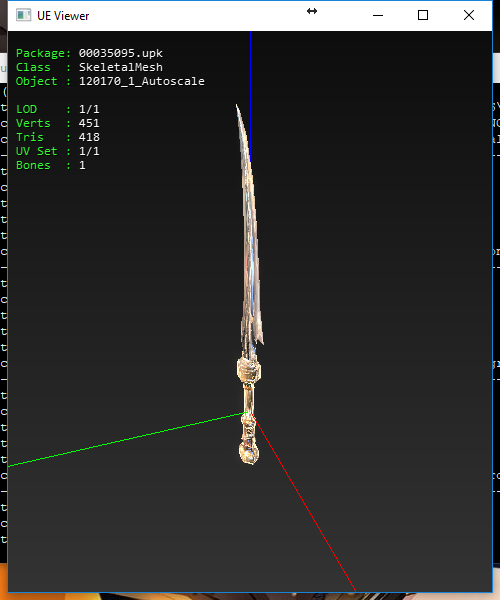 UE Viewer
Package: 00035095.upk
Class : SkeletalMesh
Object : 120170_1_Autoscale
LOD : 1/1
Verts : 451
Tris : 418
UV Set : 1/1
Bones : 1